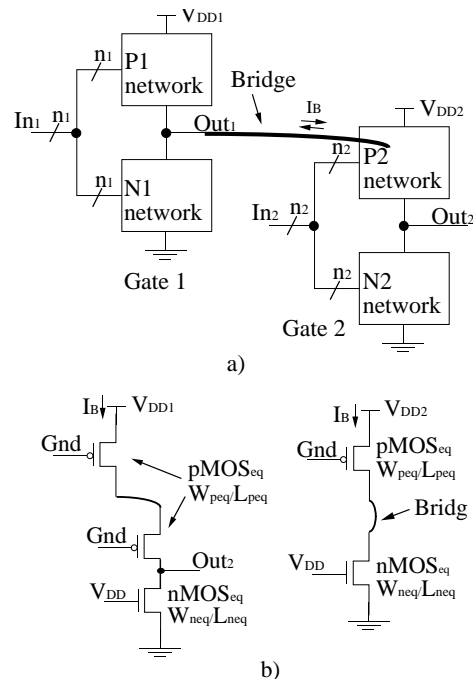 VDD1
n1
P1
network
Bridge
IB
VDD2
In1 n1
Out1
n2
P2
network
n1
N1
network
In2 n2
Out2
n2
N2
network
Gate 1
Gate 2
a)
IB VDD1
Gnd
pMOSeq
Wpeq/Lpeq
Gnd
Out2
VDD
nMOSeq
Wneq/Lneq
IB VDD2
Gnd
pMOSeq
Wpeq/Lpeq
Bridg
VDD
nMOSeq
Wneq/Lneq
b)